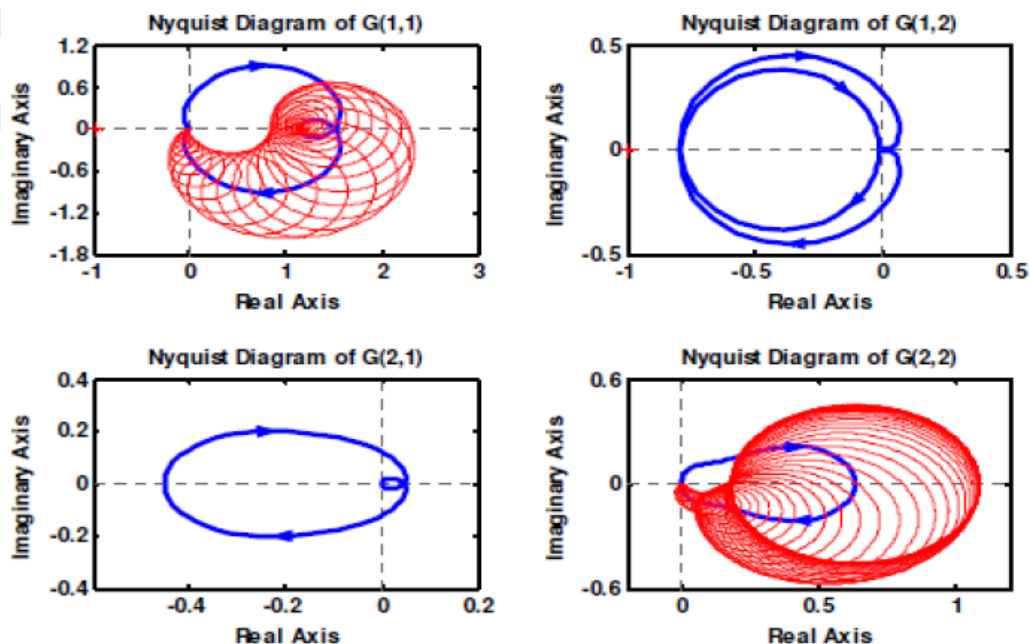 Nyquist Diagram of G(1,1)
1.2
0.6
0
-0.6
-1.2
-1.8
Imaginary Axis
-1 0 1 2 3
Real Axis
Nyquist Diagram of G(1,2)
0.5
0
-0.5
Imaginary Axis
-1 -0.5 0 0.5
Real Axis
Nyquist Diagram of G(2,1)
0.4
0.2
0
-0.2
-0.4
Imaginary Axis
-0.4 -0.2 0 0.2
Real Axis
Nyquist Diagram of G(2,2)
0.6
0
-0.6
Imaginary Axis
0 0.5 1
Real Axis